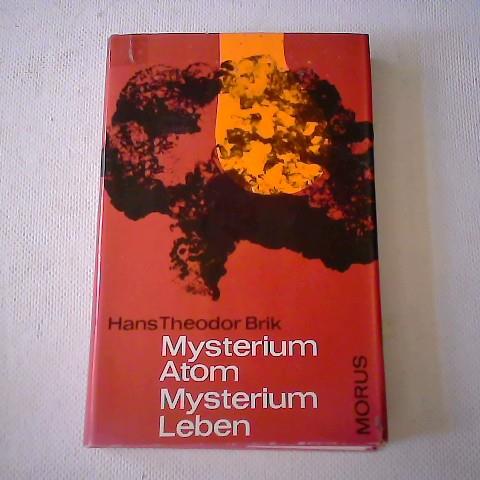 Hans Theodor Brik
Mysterium
Atom
Mysterium
Leben
MORUS